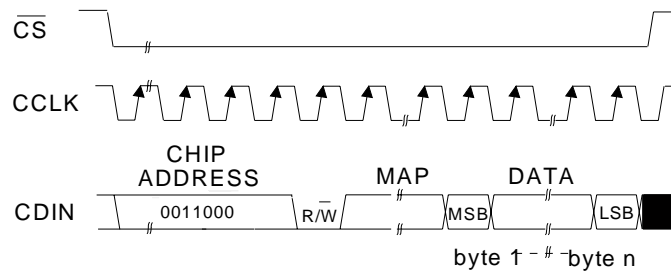 CS
CCLK
CHIP
ADDRESS
MAP
DATA
CDIN
0011000
R/W
MSB
LSB
byte 1
byte n